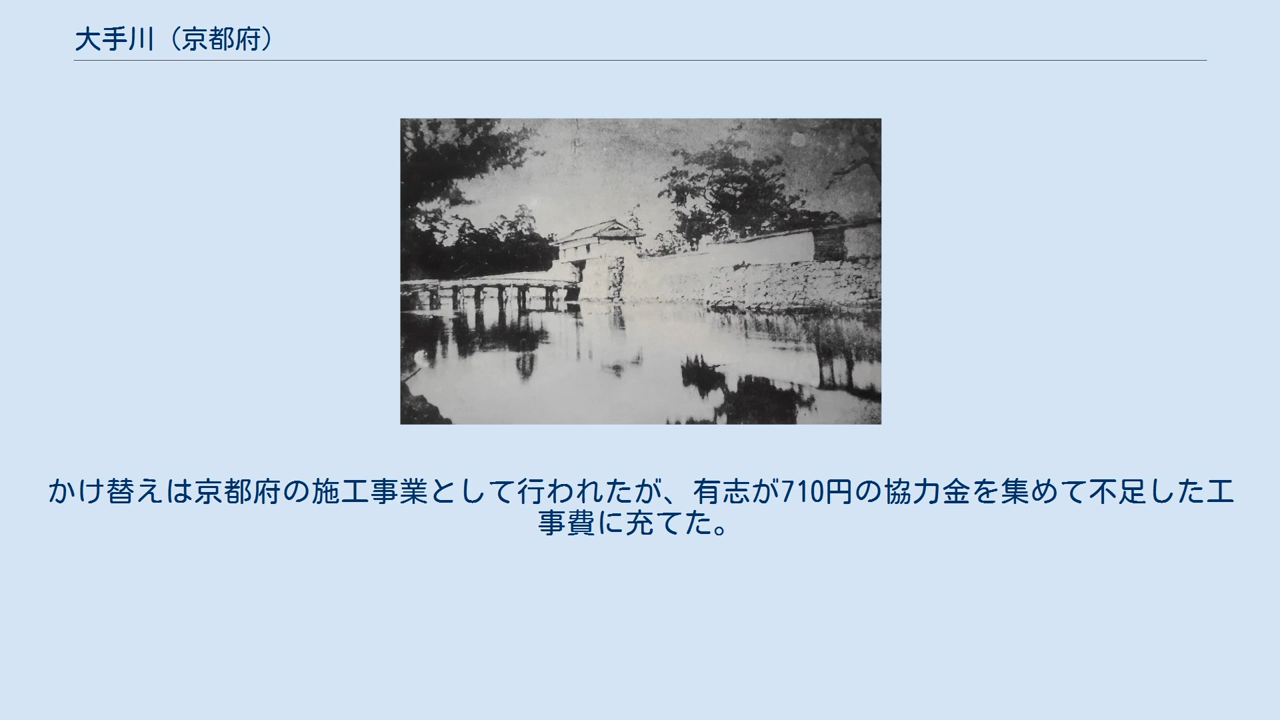 大手川（京都府）
かけ替えは京都府の施工事業として行われたが、有志が710円の協力金を集めて不足した工
事費に充てた。